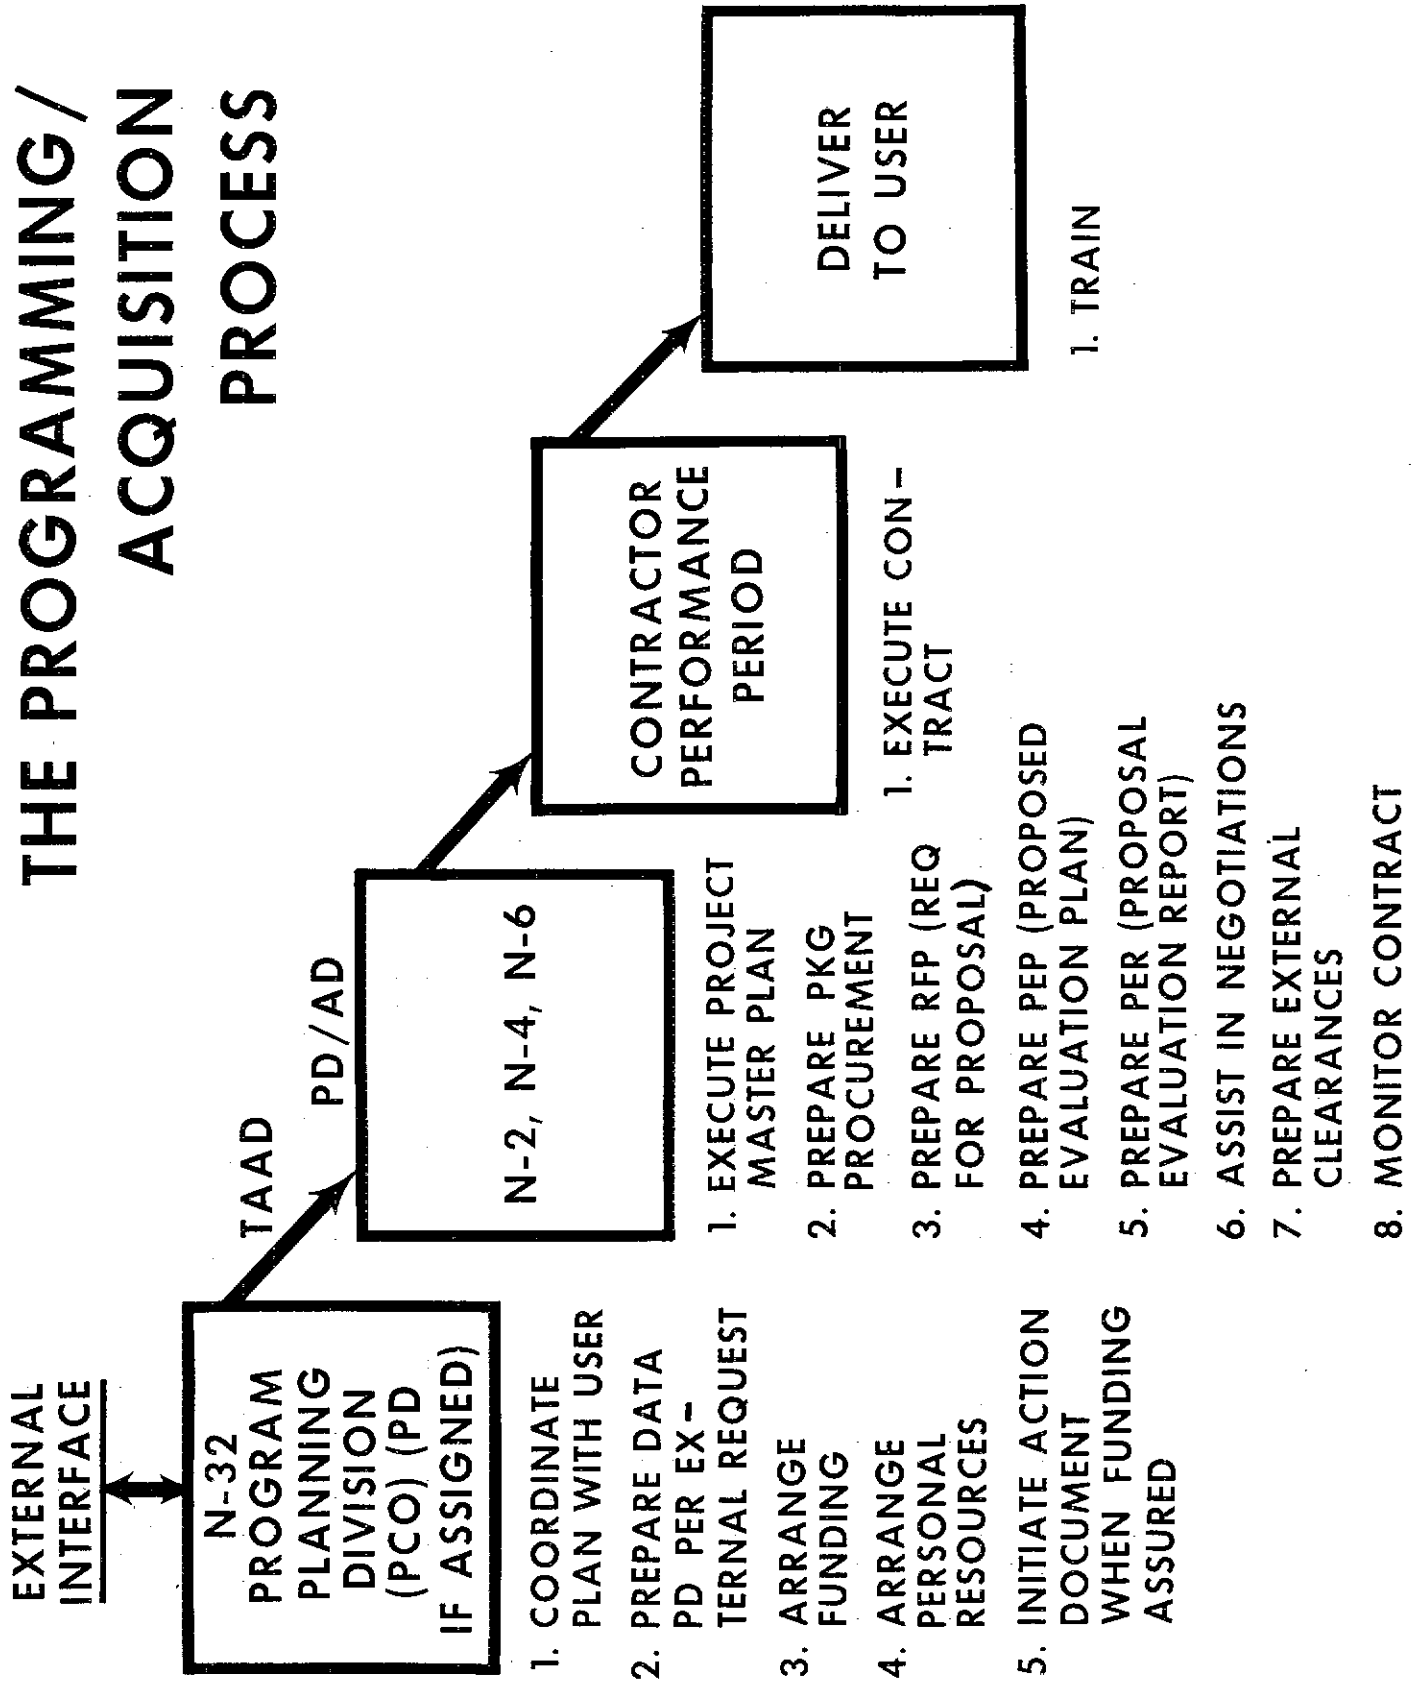 THE PROGRAMMING/
ACQUISITION
PROCESS
EXTERNAL
INTERFACE
N-32
PROGRAM
PLANNING
DIVISION
(PCO) (PD
IF ASSIGNED)
1. COORDINATE
PLAN WITH USER
2. PREPARE DATA
PD PER EX-
TERNAL REQUEST
3. ARRANGE
FUNDING
4. ARRANGE
PERSONAL
RESOURCES
5. INITIATE ACTION
DOCUMENT
WHEN FUNDING
ASSURED
TAAD
PD/AD
N-2, N-4, N-6
1. EXECUTE PROJECT
MASTER PLAN
2. PREPARE PKG
PROCUREMENT
3. PREPARE RFP (REQ
FOR PROPOSAL)
4. PREPARE PEP (PROPOSED
EVALUATION PLAN)
5. PREPARE PER (PROPOSAL
EVALUATION REPORT)
6. ASSIST IN NEGOTIATIONS
7. PREPARE EXTERNAL
CLEARANCES
8. MONITOR CONTRACT
CONTRACTOR
PERFORMANCE
PERIOD
1. EXECUTE CON-
TRACT
DELIVER
TO USER
1. TRAIN